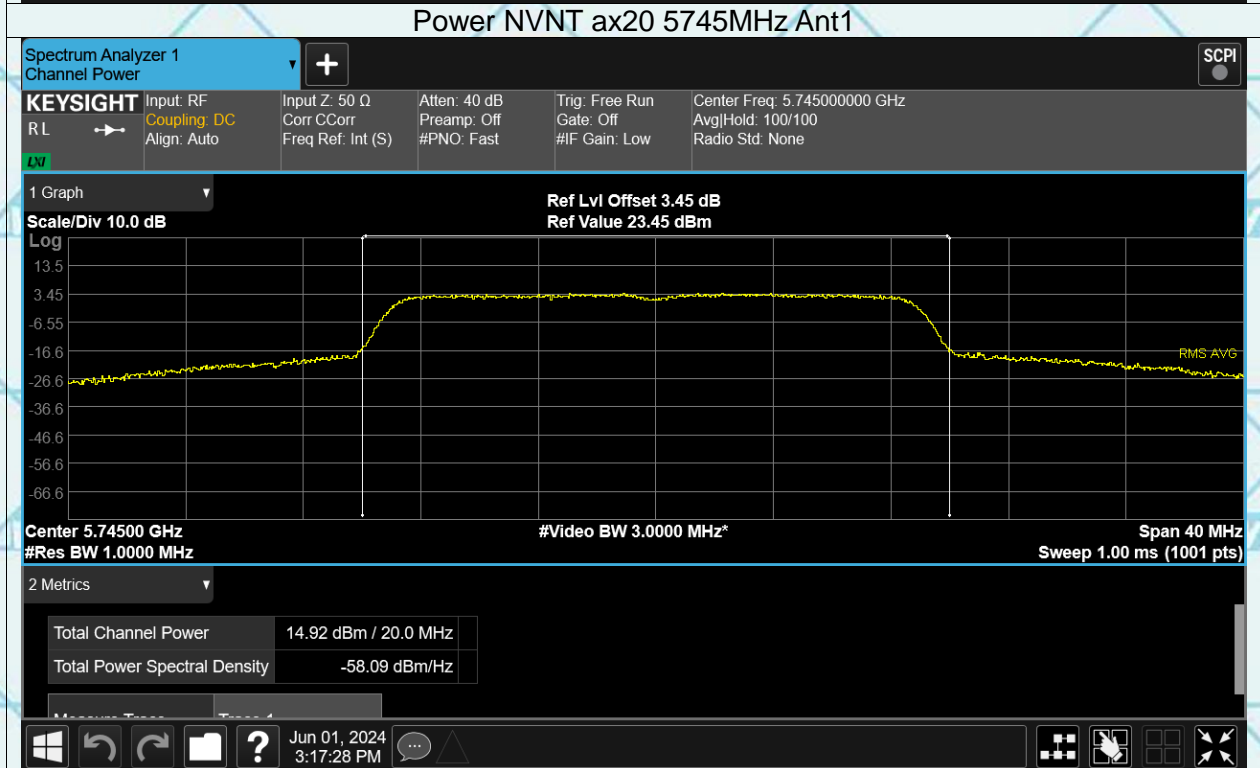 Power NVNT ax20 5745MHz Ant1
Spectrum Analyzer 1
Channel Power
SCPI
KEYSIGHT
RL
LXI
Input: RF
Coupling: DC
Align: Auto
Input Z: 50 Ω
Corr CCorr
Freq Ref: Int (S)
Atten: 40 dB
Preamp: Off
#PNO: Fast
Trig: Free Run
Gate: Off
#IF Gain: Low
Center Freq: 5.745000000 GHz
Avg|Hold: 100/100
Radio Std: None
1 Graph
Scale/Div 10.0 dB
Ref Lvl Offset 3.45 dB
Ref Value 23.45 dBm
Log
13.5
3.45
-6.55
-16.6
RMS AVG
-26.6
-36.6
-46.6
-56.6
-66.6
Center 5.74500 GHz
#Video BW 3.0000 MHz*
Span 40 MHz
#Res BW 1.0000 MHz
Sweep 1.00 ms (1001 pts)
2 Metrics
Total Channel Power 14.92 dBm / 20.0 MHz
Total Power Spectral Density -58.09 dBm/Hz
Measure Trace Trace 1
?
Jun 01, 2024
3:17:28 PM